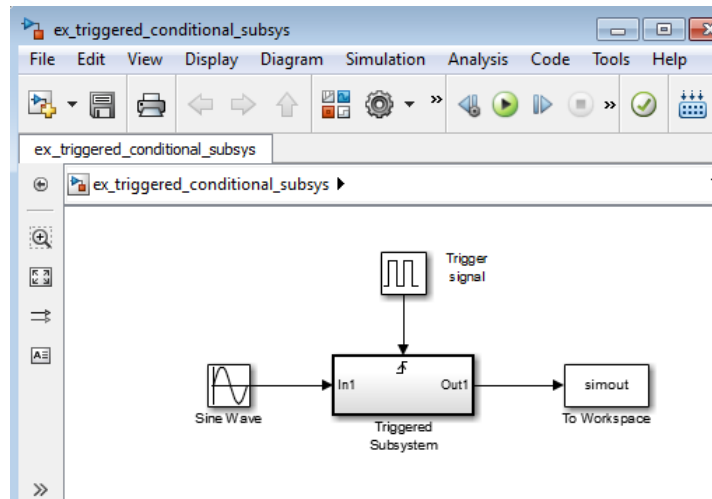 ex_triggered_conditional_subsys
File Edit View Display Diagram Simulation Analysis Code Tools Help
ex_triggered_conditional_subsys
ex_triggered_conditional_subsys
Trigger
signal
In1 Out1
simout
Sine Wave
Triggered
Subsystem
To Workspace